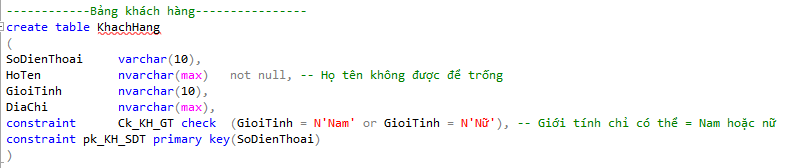 ------------Bảng khách hàng----------------
create table KhachHang
(
SoDienThoai varchar(10),
HoTen nvarchar(max) not null, -- Họ tên không được để trống
GioiTinh nvarchar(10),
DiaChi nvarchar(max),
constraint Ck_KH_GT check (GioiTinh = N'Nam' or GioiTinh = N'Nữ'), -- Giới tính chỉ có thể = Nam hoặc nữ
constraint pk_KH_SDT primary key(SoDienThoai)
)